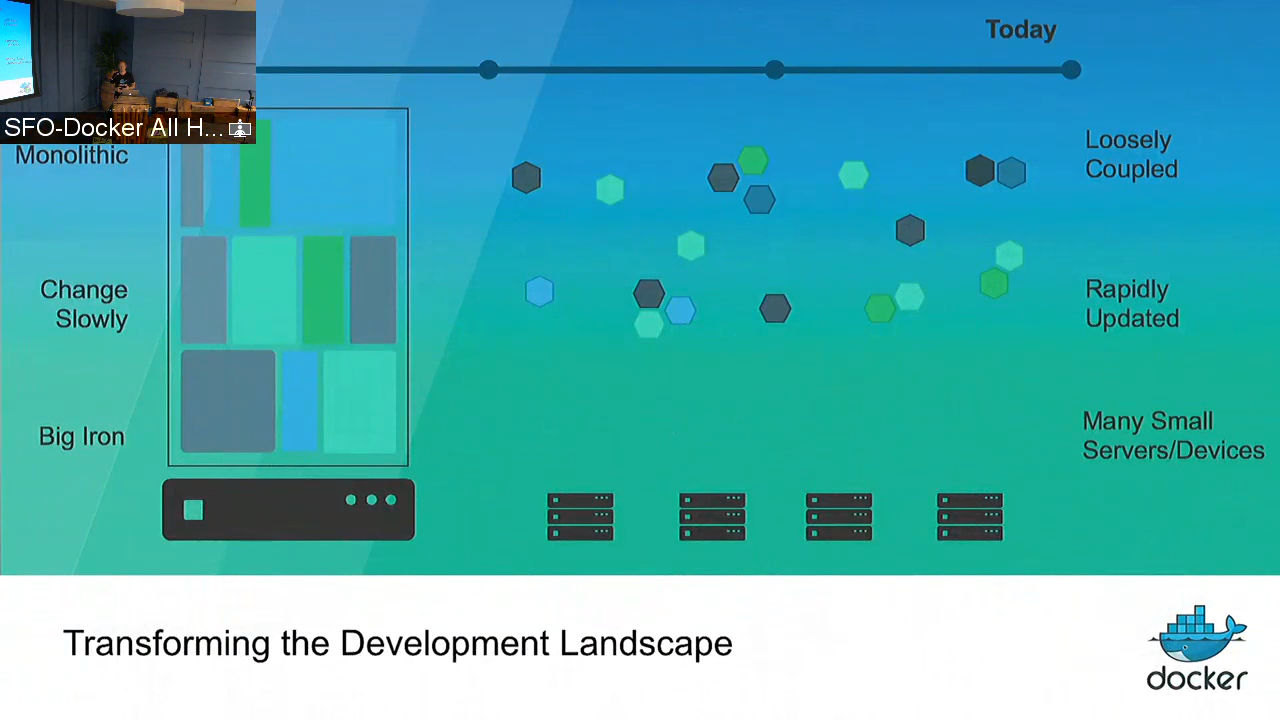 Today
SFO-Docker All H...
Monolithic
Loosely
Coupled
Change
Slowly
Rapidly
Updated
Big Iron
Many Small
Servers/Devices
Transforming the Development Landscape
docker